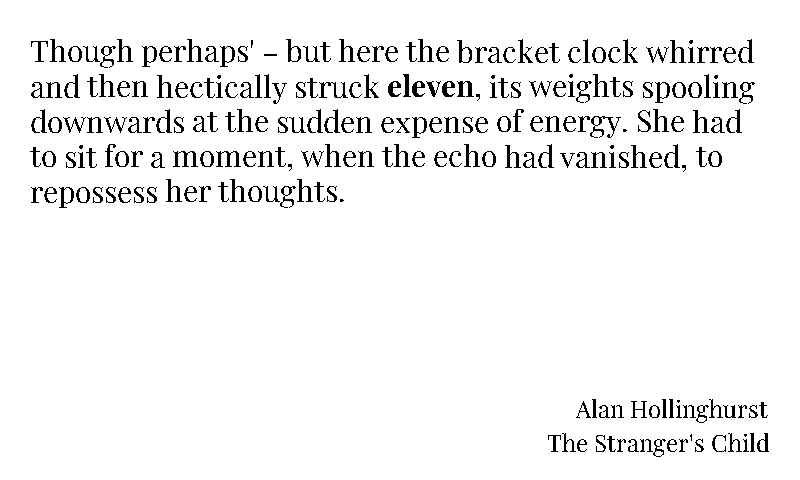 Though perhaps' – but here the bracket clock whirred
and then hectically struck eleven, its weights spooling
downwards at the sudden expense of energy. She had
to sit for a moment, when the echo had vanished, to
repossess her thoughts.
Alan Hollinghurst
The Stranger's Child